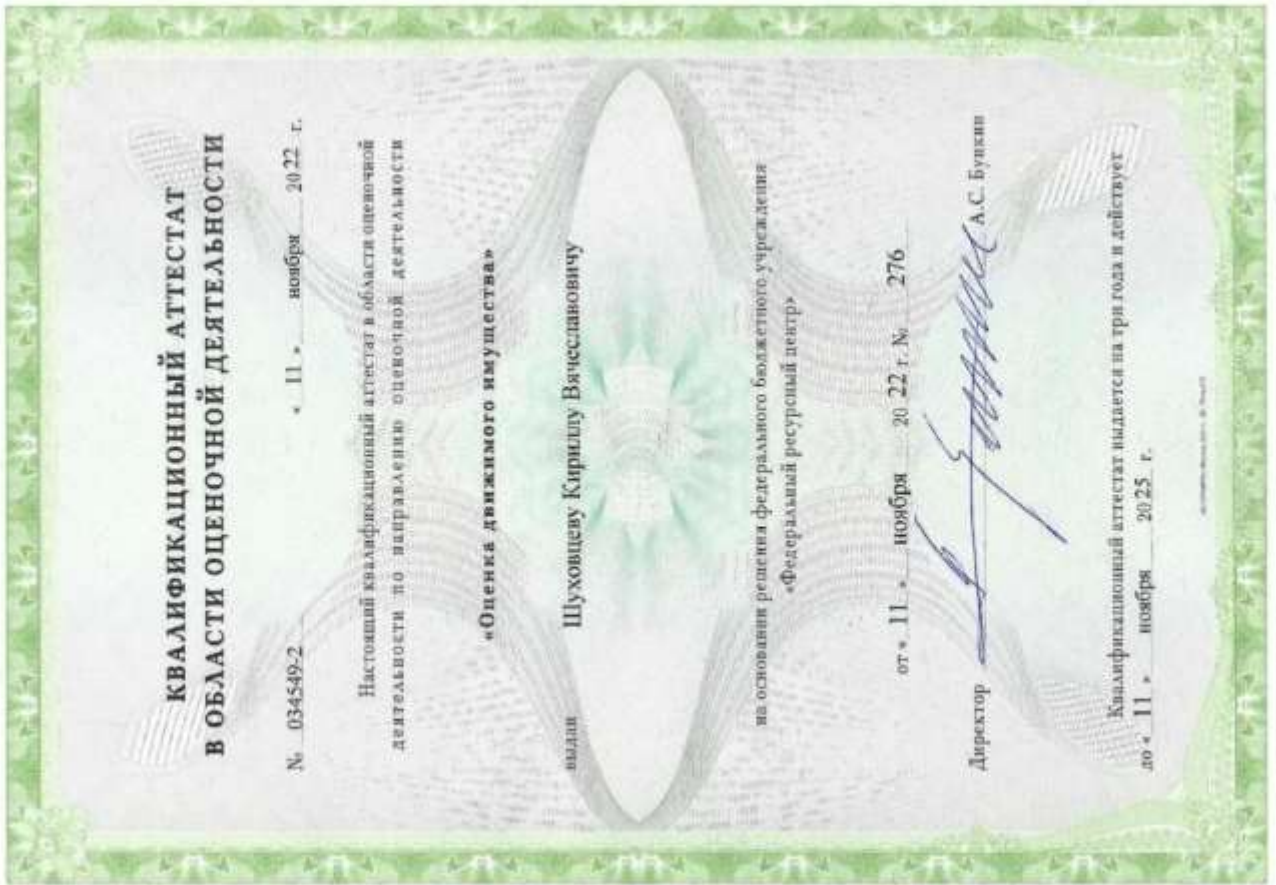 КВАЛИФИКАЦИОННЫЙ АТТЕСТАТ
В ОБЛАСТИ ОЦЕНОЧНОЙ ДЕЯТЕЛЬНОСТИ
№ 034549-2 « 11 » ноября 2022 г.
Настоящий квалификационный аттестат в области оценочной
деятельности по направлению оценочной деятельности
«Оценка движимого имущества»
выдан Шуховцеву Кириллу Вячеславовичу
на основании решения федерального бюджетного учреждения
«Федеральный ресурсный центр»
от « 11 » ноября 2022 г. № 276
Директор А.С. Бункин
Квалификационный аттестат выдается на три года и действует
до « 11 » ноября 2025 г.